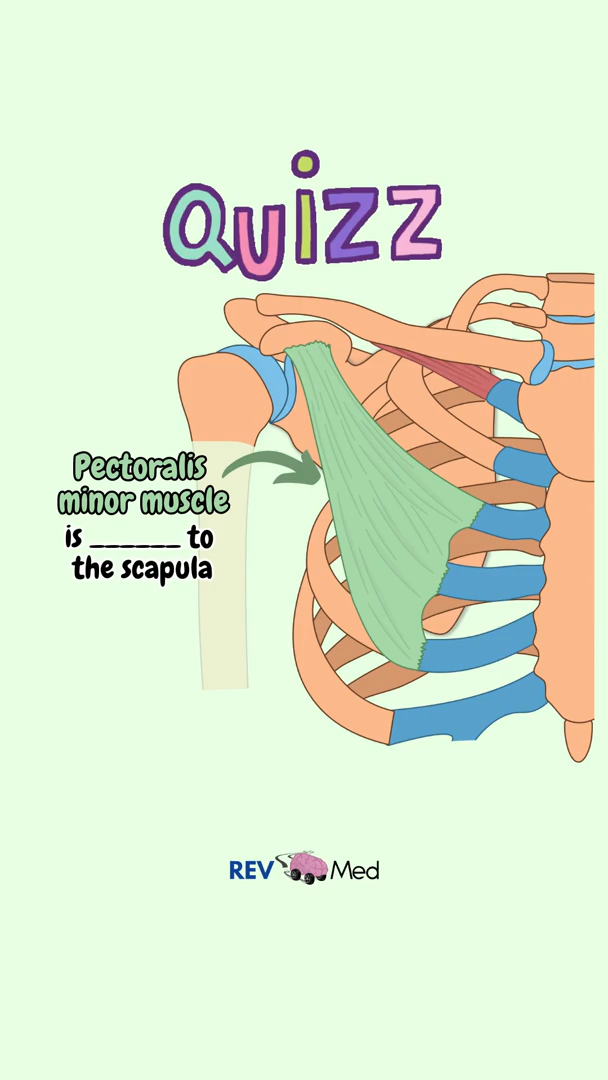 Quizz
Pectoralis
minor muscle
is ______ to
the scapula
REV Med